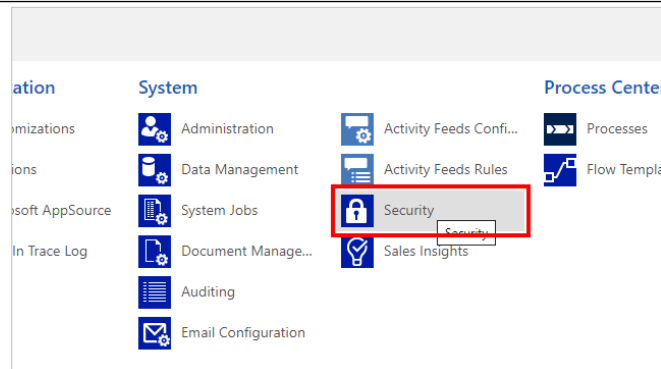 ation
System
Process Center
omizations
Administration
Activity Feeds Confi...
Processes
ions
Data Management
Activity Feeds Rules
Flow Templa
osoft AppSource
System Jobs
Security
Security
In Trace Log
Document Manage...
Sales Insights
Auditing
Email Configuration